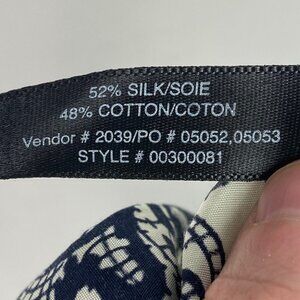 52% SILK/SOIE
48% COTTON/COTON
Vendor # 2039/PO # 05052,05053
STYLE # 00300081